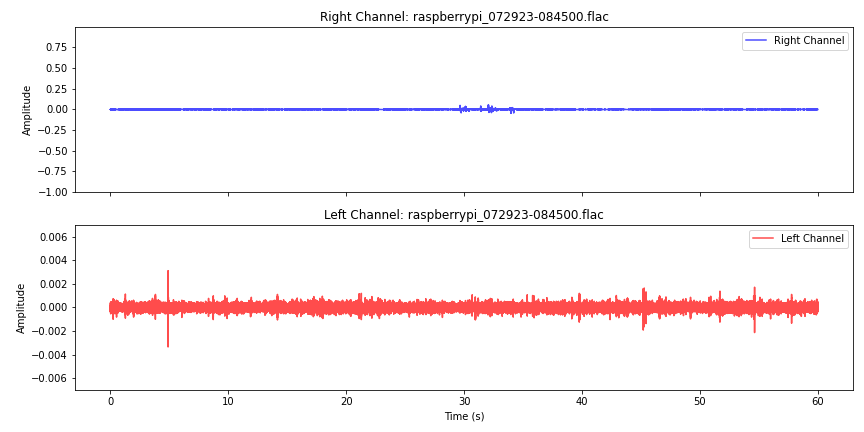 Right Channel: raspberrypi_072923-084500.flac
Right Channel
0.75
0.50
0.25
0.00
−0.25
−0.50
−0.75
−1.00
Amplitude
Left Channel: raspberrypi_072923-084500.flac
Left Channel
0.006
0.004
0.002
0.000
−0.002
−0.004
−0.006
Amplitude
0 10 20 30 40 50 60
Time (s)